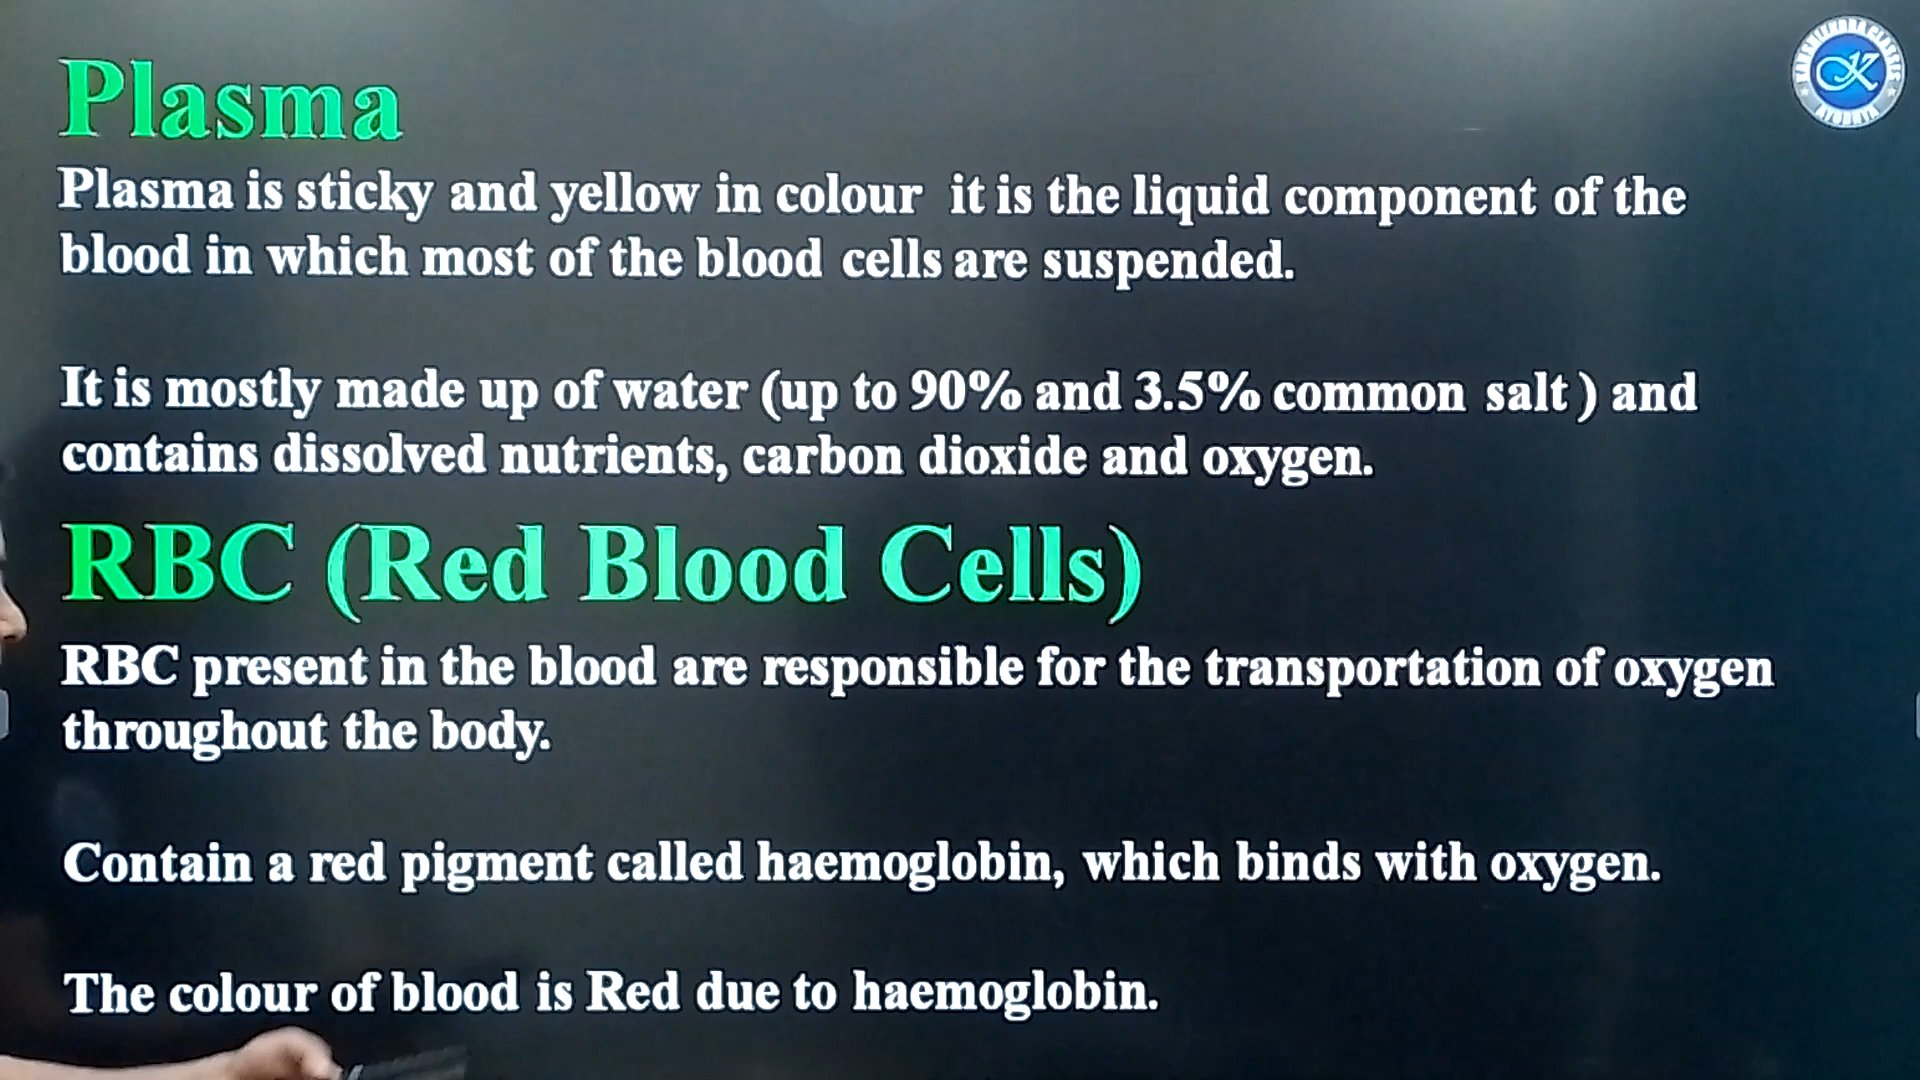 Plasma
Plasma is sticky and yellow in colour it is the liquid component of the
blood in which most of the blood cells are suspended.
It is mostly made up of water (up to 90% and 3.5% common salt ) and
contains dissolved nutrients, carbon dioxide and oxygen.
RBC (Red Blood Cells)
RBC present in the blood are responsible for the transportation of oxygen
throughout the body.
Contain a red pigment called haemoglobin, which binds with oxygen.
The colour of blood is Red due to haemoglobin.